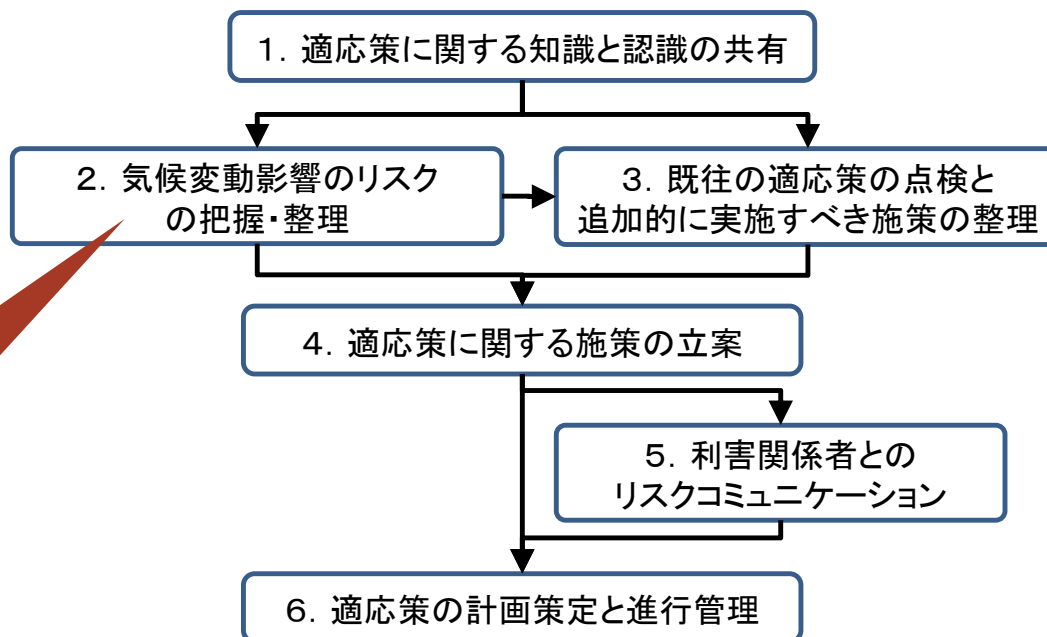 １．適応策に関する知識と認識の共有
２．気候変動影響のリスク
の把握・整理
３．既往の適応策の点検と
追加的に実施すべき施策の整理
４．適応策に関する施策の立案
５．利害関係者との
リスクコミュニケーション
６．適応策の計画策定と進行管理